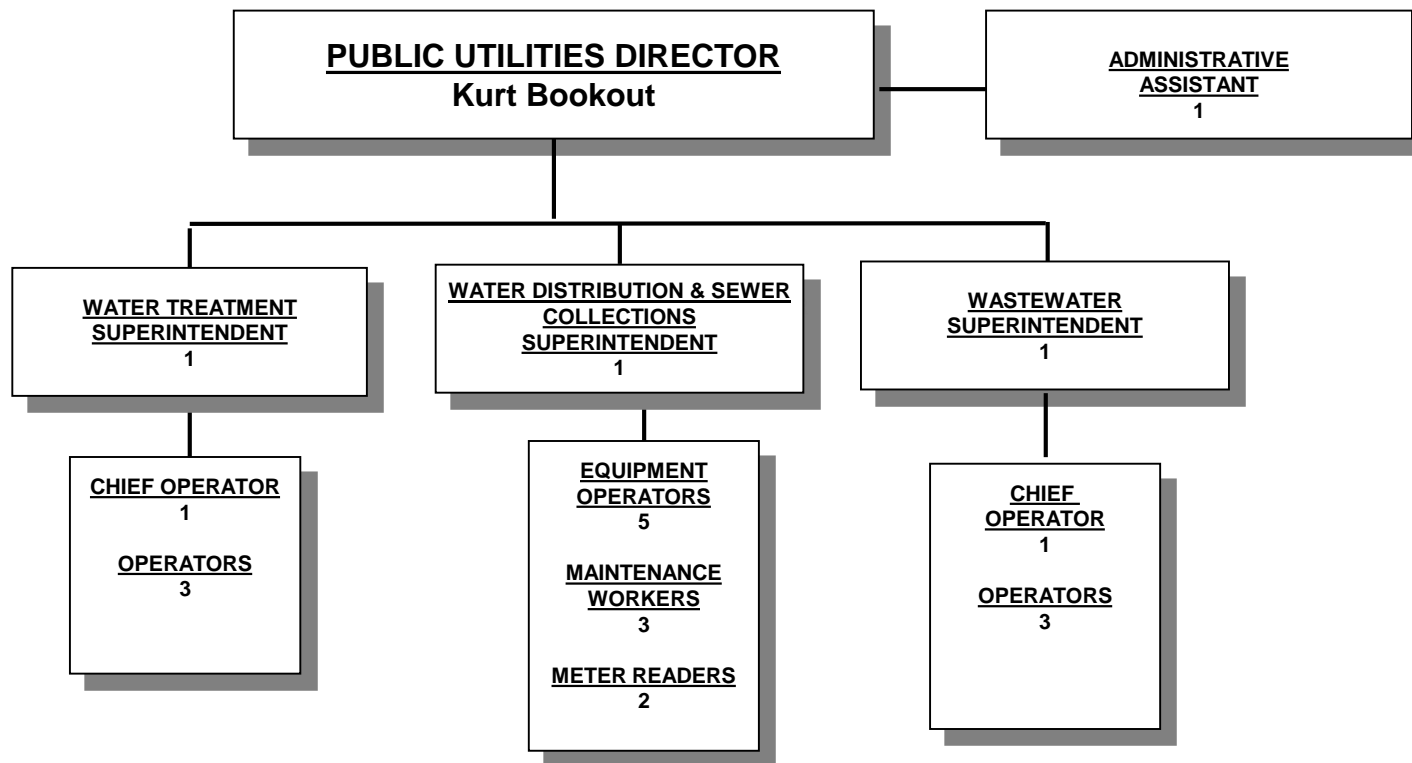 PUBLIC UTILITIES DIRECTOR
Kurt Bookout
ADMINISTRATIVE
ASSISTANT
1
WATER TREATMENT
SUPERINTENDENT
1
WATER DISTRIBUTION & SEWER
COLLECTIONS
SUPERINTENDENT
1
WASTEWATER
SUPERINTENDENT
1
CHIEF OPERATOR
1
OPERATORS
3
EQUIPMENT
OPERATORS
5
MAINTENANCE
WORKERS
3
METER READERS
2
CHIEF
OPERATOR
1
OPERATORS
3